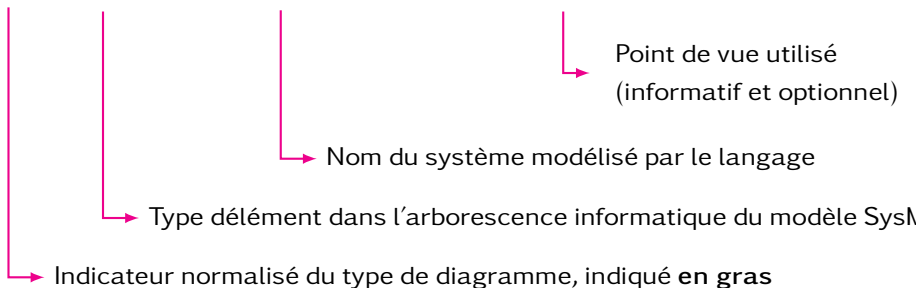 Point de vue utilisé
(informatif et optionnel)
Nom du système modélisé par le langage
Type délément dans l'arborescence informatique du modèle
Indicateur normalisé du type de diagramme, indiqué en gras